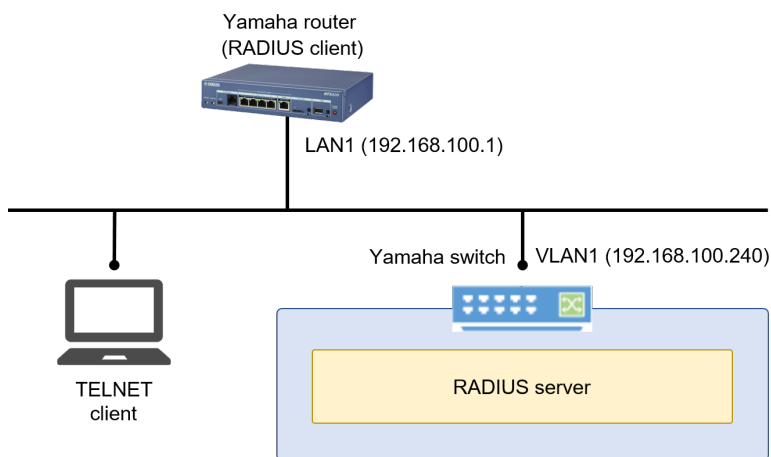 Yamaha router
(RADIUS client)
LAN1 (192.168.100.1)
Yamaha switch
VLAN1 (192.168.100.240)
TELNET
client
RADIUS server